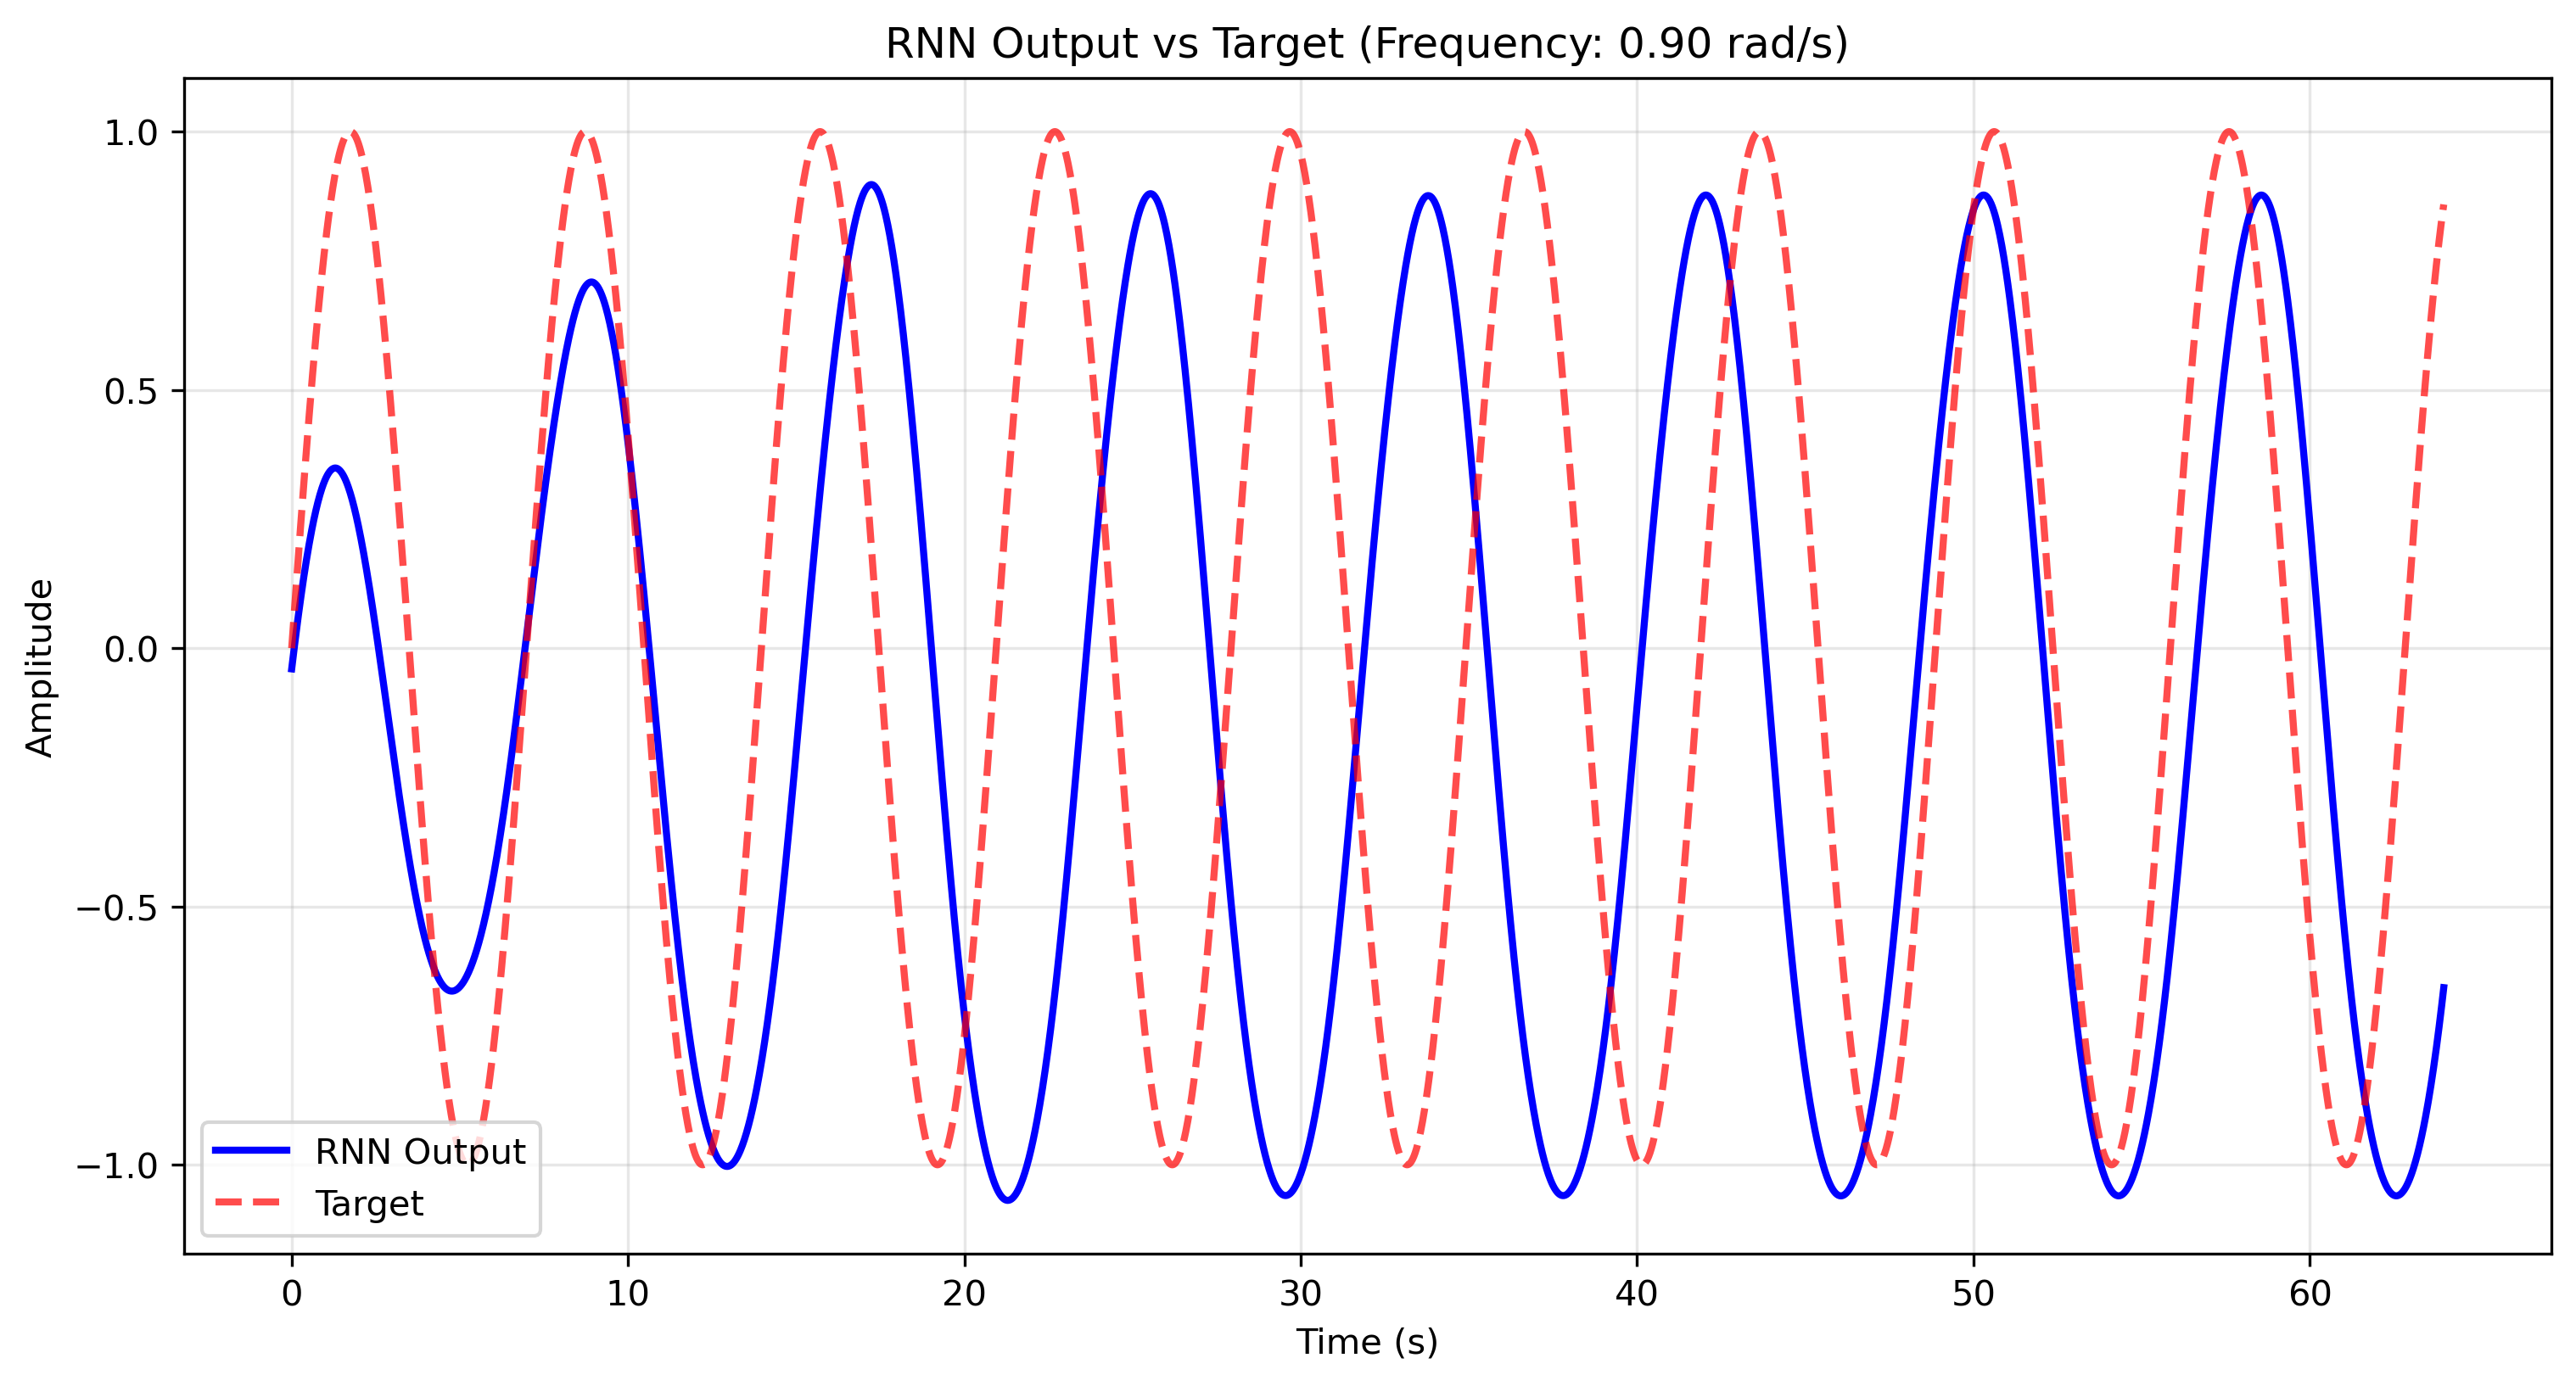 RNN Output vs Target (Frequency: 0.90 rad/s)
Amplitude
1.0
0.5
0.0
−0.5
−1.0
RNN Output
Target
0 10 20 30 40 50 60
Time (s)